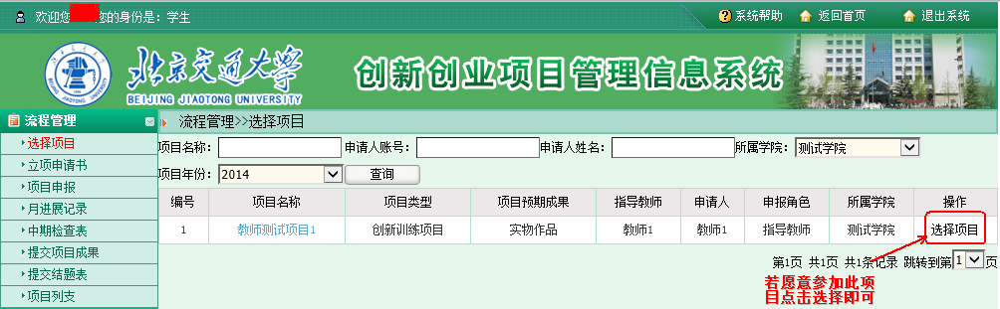 欢迎您 您的身份是：学生
系统帮助 返回首页 退出系统
北京交通大学
BEIJING JIAOTONG UNIVERSITY
创新创业项目管理信息系统
流程管理
流程管理>>选择项目
选择项目
立项申请书
项目申报
月进展记录
中期检查表
提交项目成果
提交结题表
项目列支
项目名称： 申请人账号： 申请人姓名： 所属学院： 测试学院
项目年份： 2014 查询
编号 项目名称 项目类型 项目预期成果 指导教师 申请人 申报角色 所属学院 操作
1 教师测试项目1 创新训练项目 实物作品 教师1 教师1 指导教师 测试学院 选择项目
第1页 共1页 共1条记录 跳转到第 1 页
若愿意参加此项
目点击选择即可